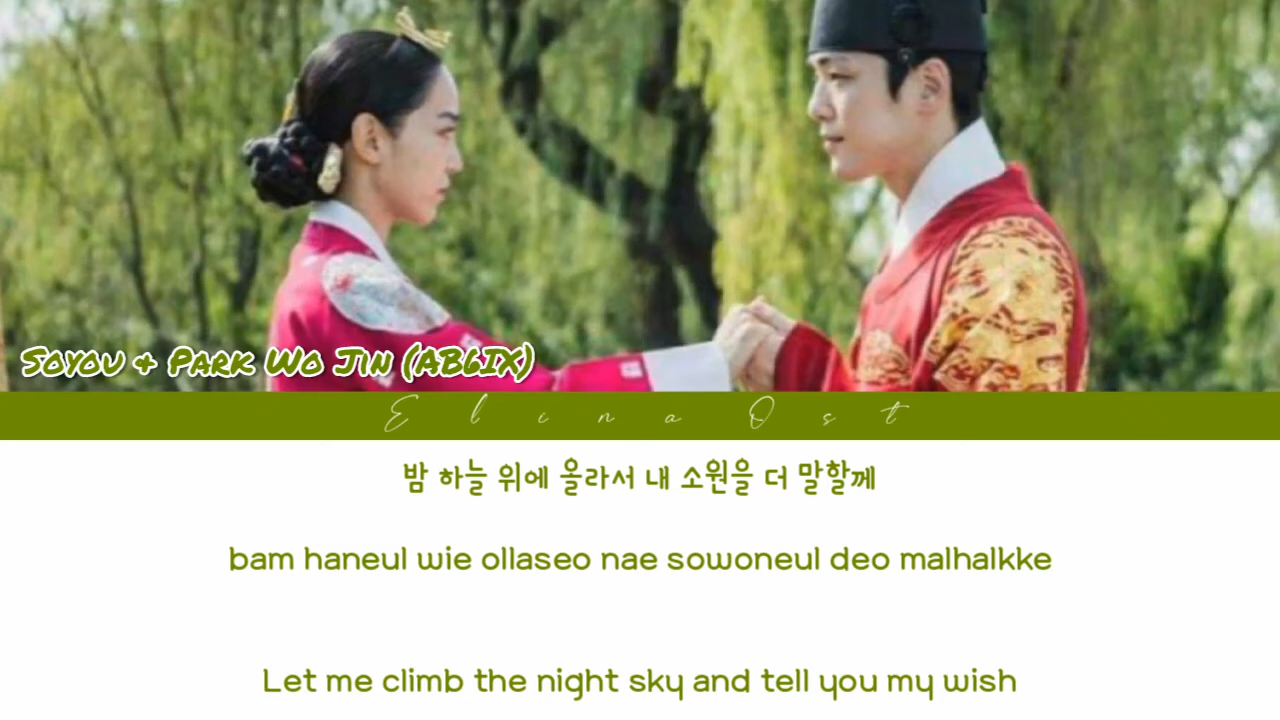 Soyou + Park Wo Jin (AB6IX)
Elina Ost
밤 하늘 위에 올라서 내 소원을 더 말할께
bam haneul wie ollaseo nae sowoneul deo malhalkke
Let me climb the night sky and tell you my wish